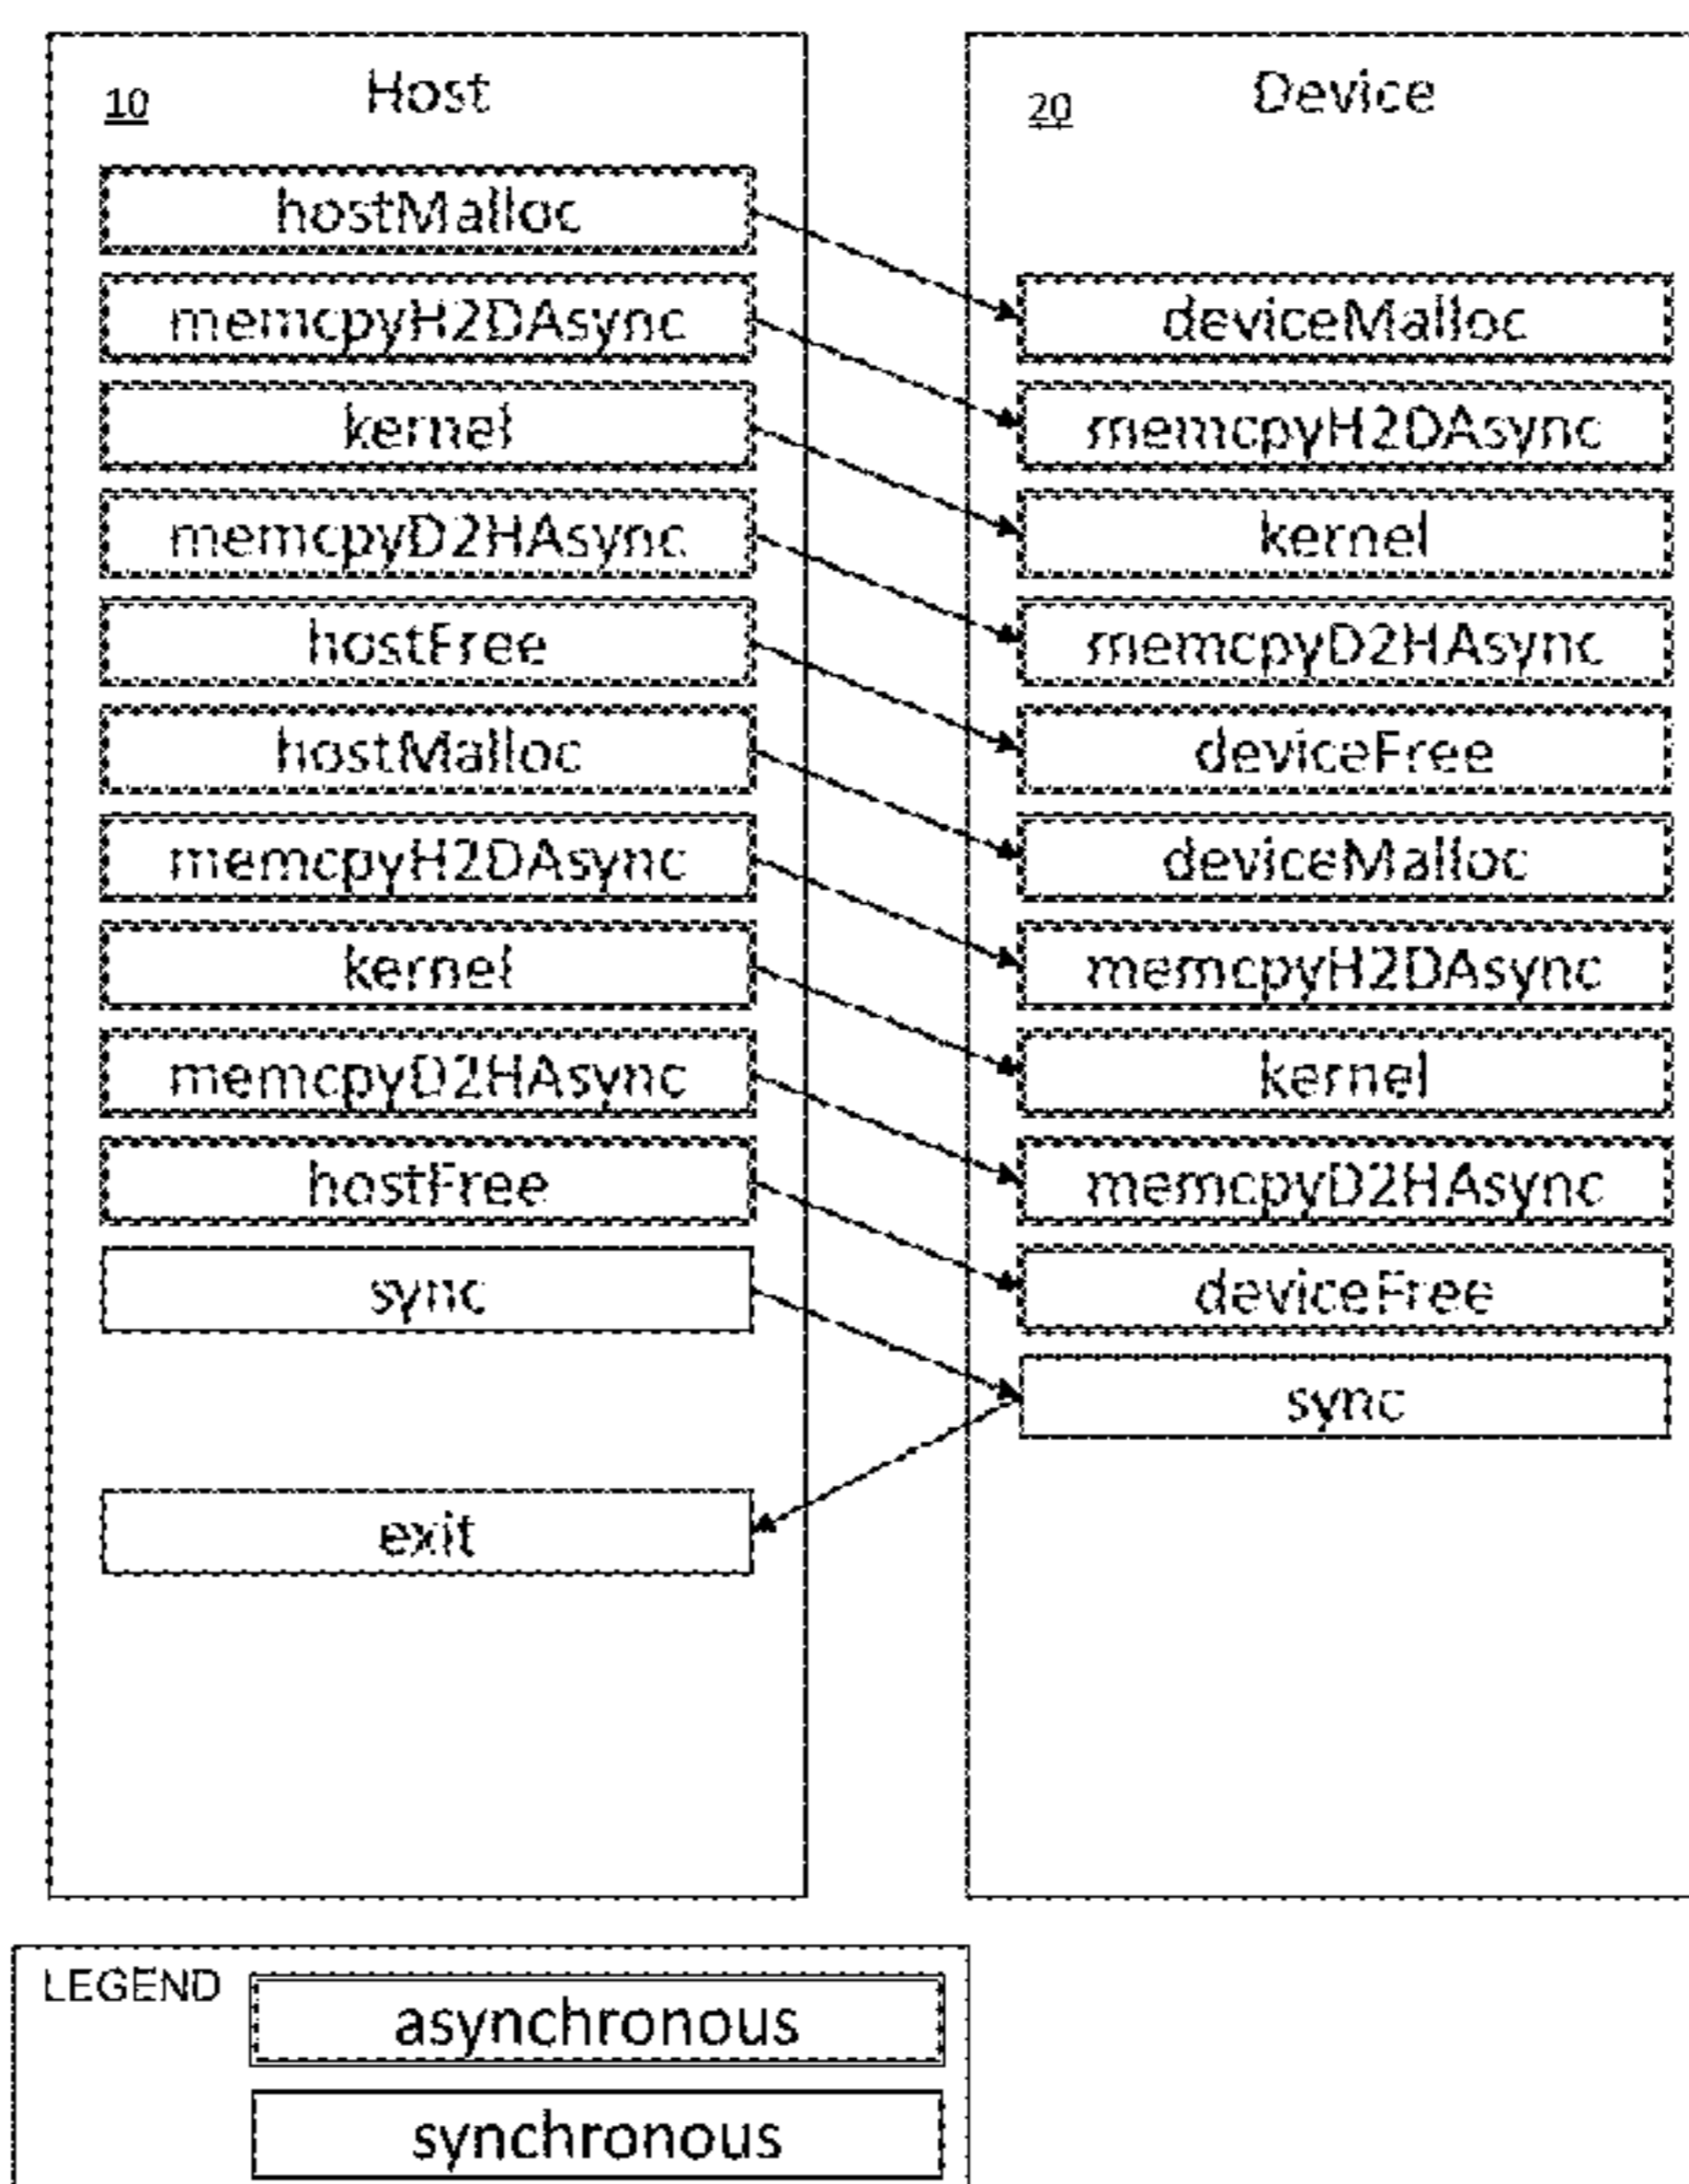 10
Host
hostMalloc
memcpyH2DAsync
kernel
memcpyD2HAsync
hostFree
hostMalloc
memcpyH2DAsync
kernel
memcpyD2HAsync
hostFree
sync
exit
20
Device
deviceMalloc
memcpyH2DAsync
kernel
memcpyD2HAsync
deviceFree
deviceMalloc
memcpyH2DAsync
kernel
memcpyD2HAsync
deviceFree
sync
LEGEND
asynchronous
synchronous